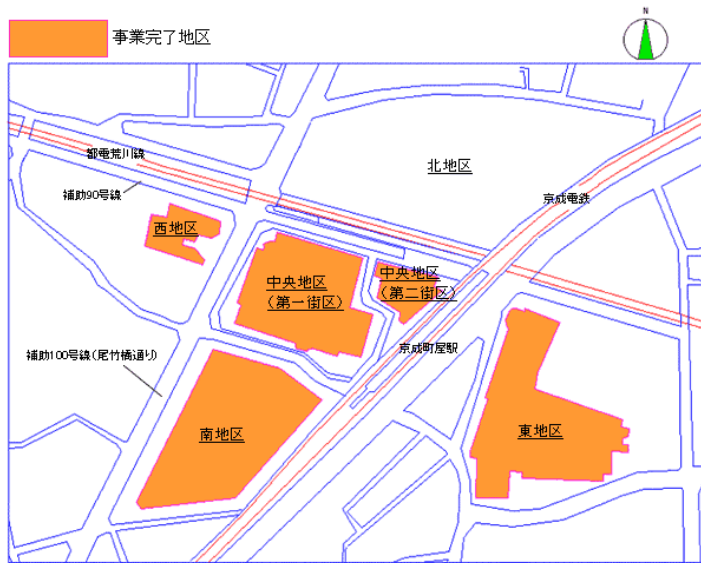 事業完了地区
N
都電荒川線
北地区
補助90号線
京成電鉄
西地区
中央地区
(第一街区)
中央地区
(第二街区)
補助100号線(尾竹橋通り)
京成町屋駅
南地区
東地区